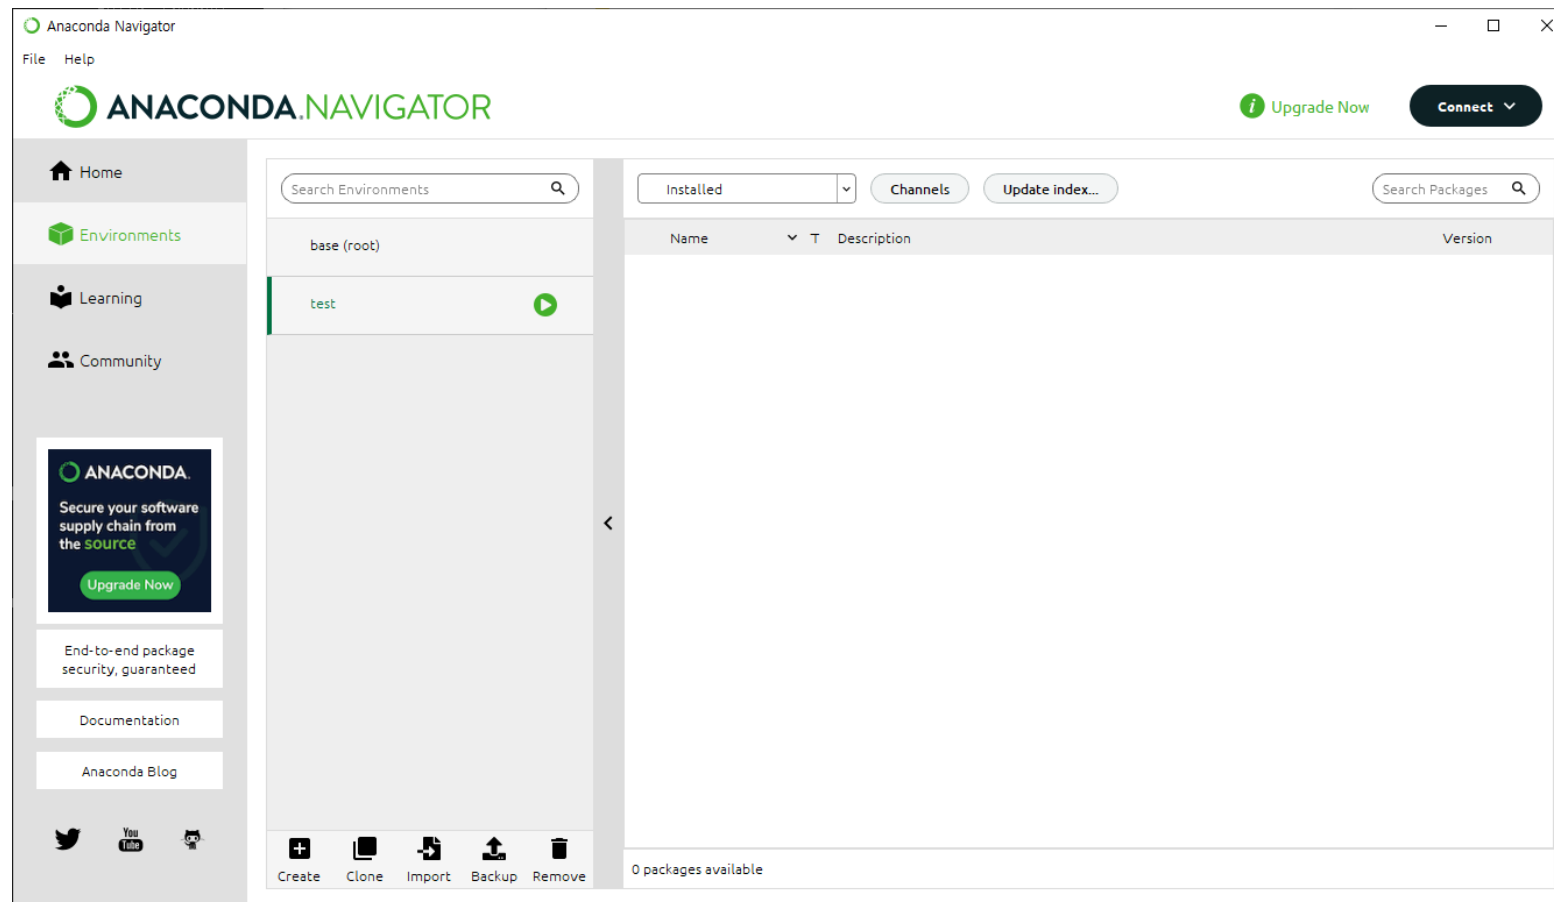 Anaconda Navigator
File Help
ANACONDA.NAVIGATOR
Upgrade Now
Connect
Home
Environments
Learning
Community
ANACONDA.
Secure your software
supply chain from
the source
Upgrade Now
End-to-end package
security, guaranteed
Documentation
Anaconda Blog
You
Tube
Search Environments
base (root)
test
Create Clone Import Backup Remove
Installed Channels Update index... Search Packages
Name T Description Version
0 packages available